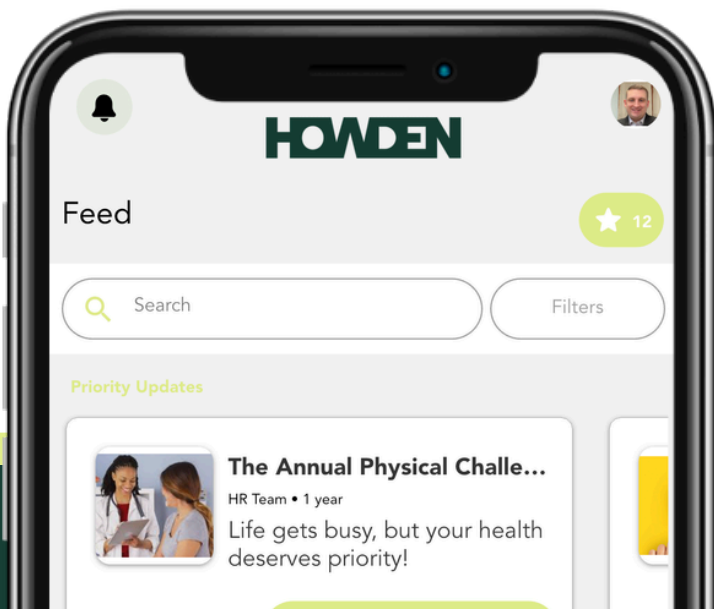 HOWDEN
Feed
12
Search
Filters
Priority Updates
The Annual Physical Challe...
HR Team • 1 year
Life gets busy, but your health
deserves priority!